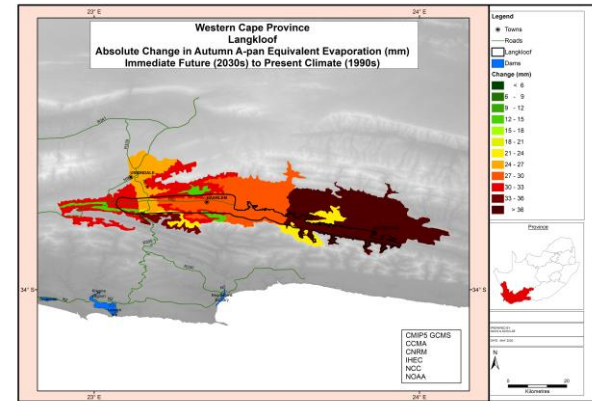 23° E
24° E
Western Cape Province
Langkloof
Absolute Change in Autumn A-pan Equivalent Evaporation (mm)
Immediate Future (2030s) to Present Climate (1990s)
34° S
34° S
CMIP5 GCMS
CCMA
CNRM
IHEC
NCC
NOAA
23° E
24° E
Legend
Towns
Roads
Langkloof
Dams
Change (mm)
< 6
6 - 9
9 - 12
12 - 15
15 - 18
18 - 21
21 - 24
24 - 27
27 - 30
30 - 33
33 - 36
> 36
Province
N
0
10
20
Kilometres